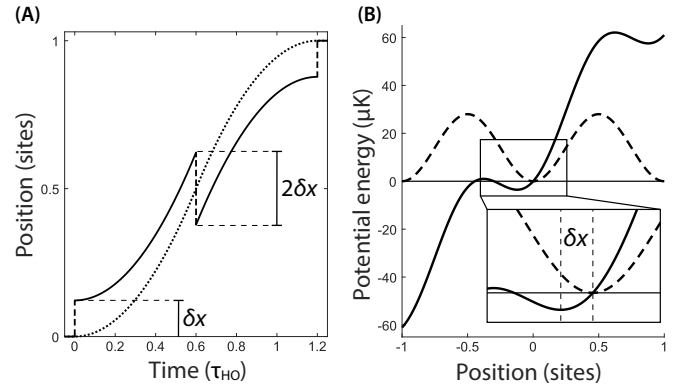 (A)
1
0.5
0
0
0.2
0.4
0.6
0.8
1.0
1.2
Position (sites)
Time (τHO)
2δx
δx
(B)
60
40
20
0
-20
-40
-60
-1
-0.5
0
0.5
1
Potential energy (μK)
Position (sites)
δx